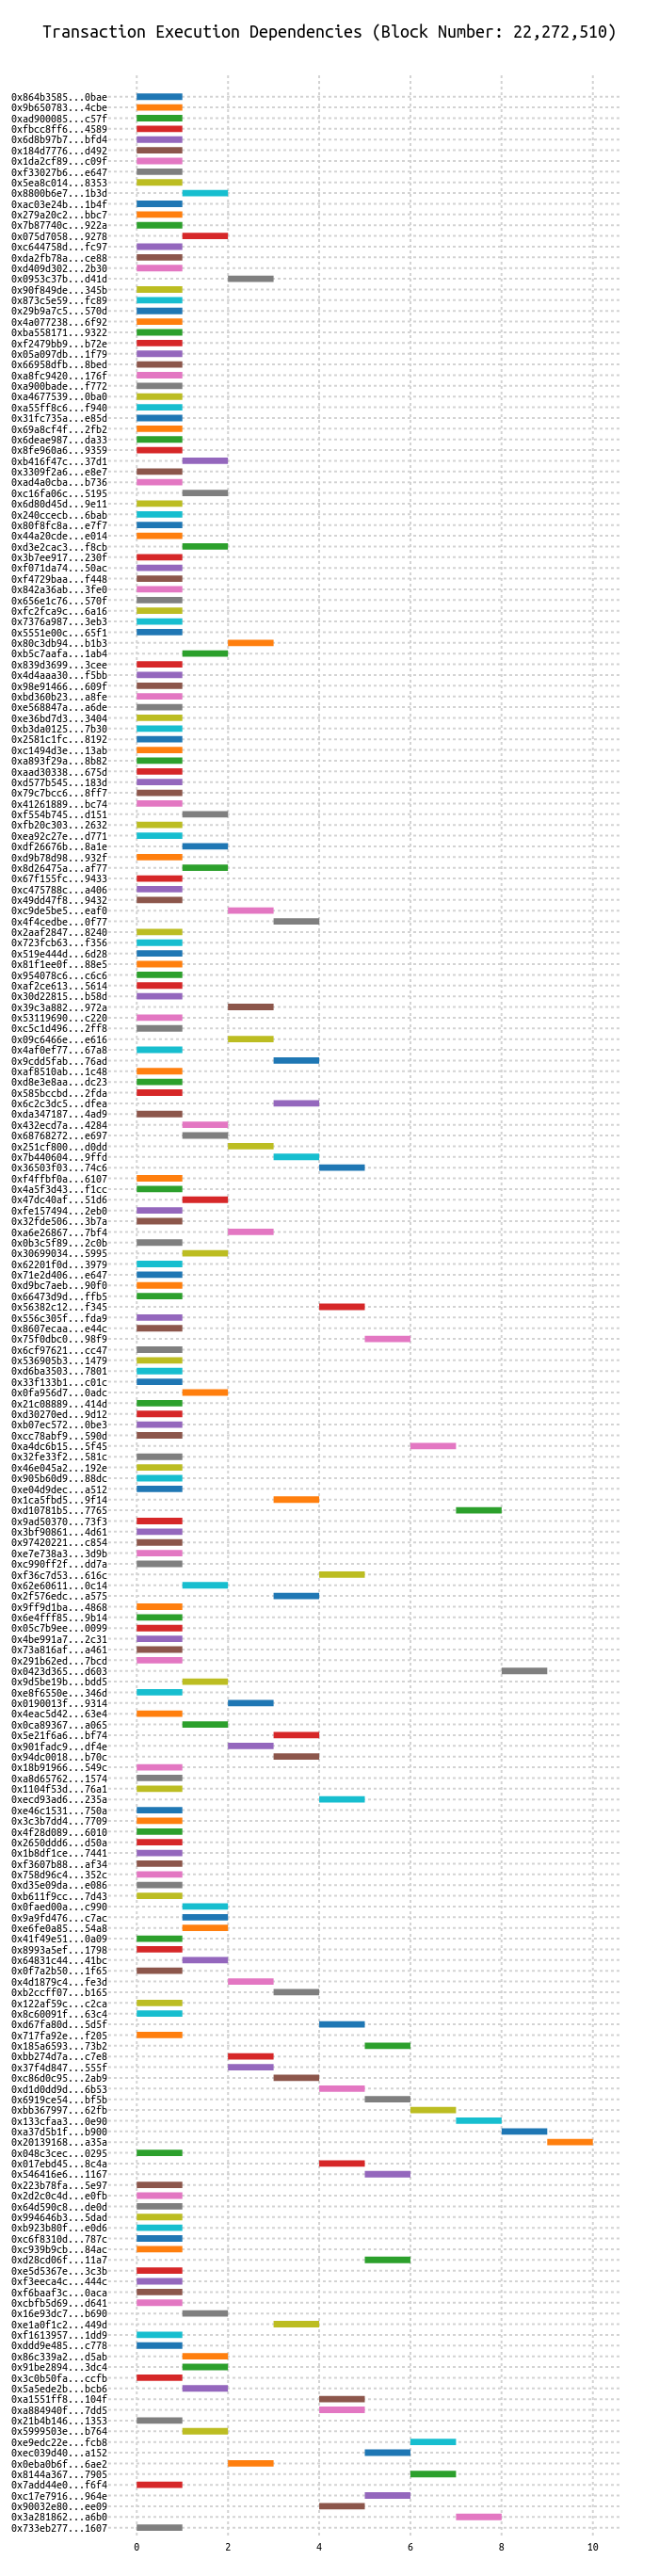 Transaction Execution Dependencies (Block Number: 22,272,510)
0x864b3585...0bae
0x9b650783...4cbe
0xad900085...c57f
0xfbcc8ff6...4589
0x6d8b97b7...bfd4
0x184d7776...d492
0x1da2cf89...c09f
0xf33027b6...e647
0x5ea8c014...8353
0x8800b6e7...1b3d
0xac03e24b...1b4f
0x279a20c2...bbc7
0x7b87740c...922a
0x075d7058...9278
0xc644758d...fc97
0xda2fb78a...ce88
0xd409d302...2b30
0x0953c37b...d41d
0x90f849de...345b
0x873c5e59...fc89
0x29b9a7c5...570d
0x4a077238...6f92
0xba558171...9322
0xf2479bb9...b72e
0x05a097db...1f79
0x66958dfb...8bed
0xa8fc9420...176f
0xa900bade...f772
0xa4677539...0ba0
0xa55ff8c6...f940
0x31fc735a...e85d
0x69a8cf4f...2fb2
0x6deae987...da33
0x8fe960a6...9359
0xb416f47c...37d1
0x3309f2a6...e8e7
0xad4a0cba...b736
0xc16fa06c...5195
0x6d80d45d...9e11
0x240ccecb...6bab
0x80f8fc8a...e7f7
0x44a20cde...e014
0xd3e2cac3...f8cb
0x3b7ee917...230f
0xf071da74...50ac
0xf4729baa...f448
0x842a36ab...3fe0
0x656e1c76...570f
0xfc2fca9c...6a16
0x7376a987...3eb3
0x5551e00c...65f1
0x80c3db94...b1b3
0xb5c7aafa...1ab4
0x839d3699...3cee
0x4d4aaa30...f5bb
0x98e91466...609f
0xbd360b23...a8fe
0xe568847a...a6de
0xe36bd7d3...3404
0xb3da0125...7b30
0x2581c1fc...8192
0xc1494d3e...13ab
0xa893f29a...8b82
0xaad30338...675d
0xd577b545...183d
0x79c7bcc6...8ff7
0x41261889...bc74
0xf554b745...d151
0xfb20c303...2632
0xea92c27e...d771
0xdf26676b...8a1e
0xd9b78d98...932f
0x8d26475a...af77
0x67f155fc...9433
0xc475788c...a406
0x49dd47f8...9432
0xc9de5be5...eaf0
0x4f4cedbe...0f77
0x2aaf2847...8240
0x723fcb63...f356
0x519e444d...6d28
0x81f1ee0f...88e5
0x954078c6...c6c6
0xaf2ce613...5614
0x30d22815...b58d
0x39c3a882...972a
0x53119690...c220
0xc5c1d496...2ff8
0x09c6466e...e616
0x4af0ef77...67a8
0x9cdd5fab...76ad
0xaf8510ab...1c48
0xd8e3e8aa...dc23
0x585bccbd...2fda
0x6c2c3dc5...dfea
0xda347187...4ad9
0x432ecd7a...4284
0x68768272...e697
0x251cf800...d0dd
0x7b440604...9ffd
0x36503f03...74c6
0xf4ffbf0a...6107
0x4a5f3d43...f1cc
0x47dc40af...51d6
0xfe157494...2eb0
0x32fde506...3b7a
0xa6e26867...7bf4
0x0b3c5f89...2c0b
0x30699034...5995
0x62201f0d...3979
0x71e2d406...e647
0xd9bc7aeb...90f0
0x66473d9d...ffb5
0x56382c12...f345
0x556c305f...fda9
0x8607ecaa...e44c
0x75f0dbc0...98f9
0x6cf97621...cc47
0x536905b3...1479
0xd6ba3503...7801
0x33f133b1...c01c
0x0fa956d7...0adc
0x21c08889...414d
0xd30270ed...9d12
0xb07ec572...0be3
0xcc78abf9...590d
0xa4dc6b15...5f45
0x32fe33f2...581c
0x46e045a2...192e
0x905b60d9...88dc
0xe04d9dec...a512
0x1ca5fbd5...9f14
0xd10781b5...7765
0x9ad50370...73f3
0x3bf90861...4d61
0x97420221...c854
0xe7e738a3...3d9b
0xc990ff2f...dd7a
0xf36c7d53...616c
0x62e60611...0c14
0x2f576edc...a575
0x9ff9d1ba...4868
0x6e4fff85...9b14
0x05c7b9ee...0099
0x4be991a7...2c31
0x73a816af...a461
0x291b62ed...7bcd
0x0423d365...d603
0x9d5be19b...bdd5
0xe8f6550e...346d
0x0190013f...9314
0x4eac5d42...63e4
0x0ca89367...a065
0x5e21f6a6...bf74
0x901fadc9...df4e
0x94dc0018...b70c
0x18b91966...549c
0xa8d65762...1574
0x1104f53d...76a1
0xecd93ad6...235a
0xe46c1531...750a
0x3c3b7dd4...7709
0x4f28d089...6010
0x2650ddd6...d50a
0x1b8df1ce...7441
0xf3607b88...af34
0x758d96c4...352c
0xd35e09da...e086
0xb611f9cc...7d43
0x0faed00a...c990
0x9a9fd476...c7ac
0xe6fe0a85...54a8
0x41f49e51...0a09
0x8993a5ef...1798
0x64831c44...41bc
0x0f7a2b50...1f65
0x4d1879c4...fe3d
0xb2ccff07...b165
0x122af59c...c2ca
0x8c60091f...63c4
0xd67fa80d...5d5f
0x717fa92e...f205
0x185a6593...73b2
0xbb274d7a...c7e8
0x37f4d847...555f
0xc86d0c95...2ab9
0xd1d0dd9d...6b53
0x6919ce54...bf5b
0xbb367997...62fb
0x133cfaa3...0e90
0xa37d5b1f...b900
0x20139168...a35a
0x048c3cec...0295
0x017ebd45...8c4a
0x546416e6...1167
0x223b78fa...5e97
0x2d2c0c4d...e0fb
0x64d590c8...de0d
0x994646b3...5dad
0xb923b80f...e0d6
0xc6f8310d...787c
0xc939b9cb...84ac
0xd28cd06f...11a7
0xe5d5367e...3c3b
0xf3eeca4c...444c
0xf6baaf3c...0aca
0xcbfb5d69...d641
0x16e93dc7...b690
0xe1a0f1c2...449d
0xf1613957...1dd9
0xddd9e485...c778
0x86c339a2...d5ab
0x91be2894...3dc4
0x3c0b50fa...ccfb
0x5a5ede2b...bcb6
0xa1551ff8...104f
0xa884940f...7dd5
0x21b4b146...1353
0x5999503e...b764
0xe9edc22e...fcb8
0xec039d40...a152
0x0eba0b6f...6ae2
0x8144a367...7905
0x7add44e0...f6f4
0xc17e7916...964e
0x90032e80...ee09
0x3a281862...a6b0
0x733eb277...1607
0 2 4 6 8 10